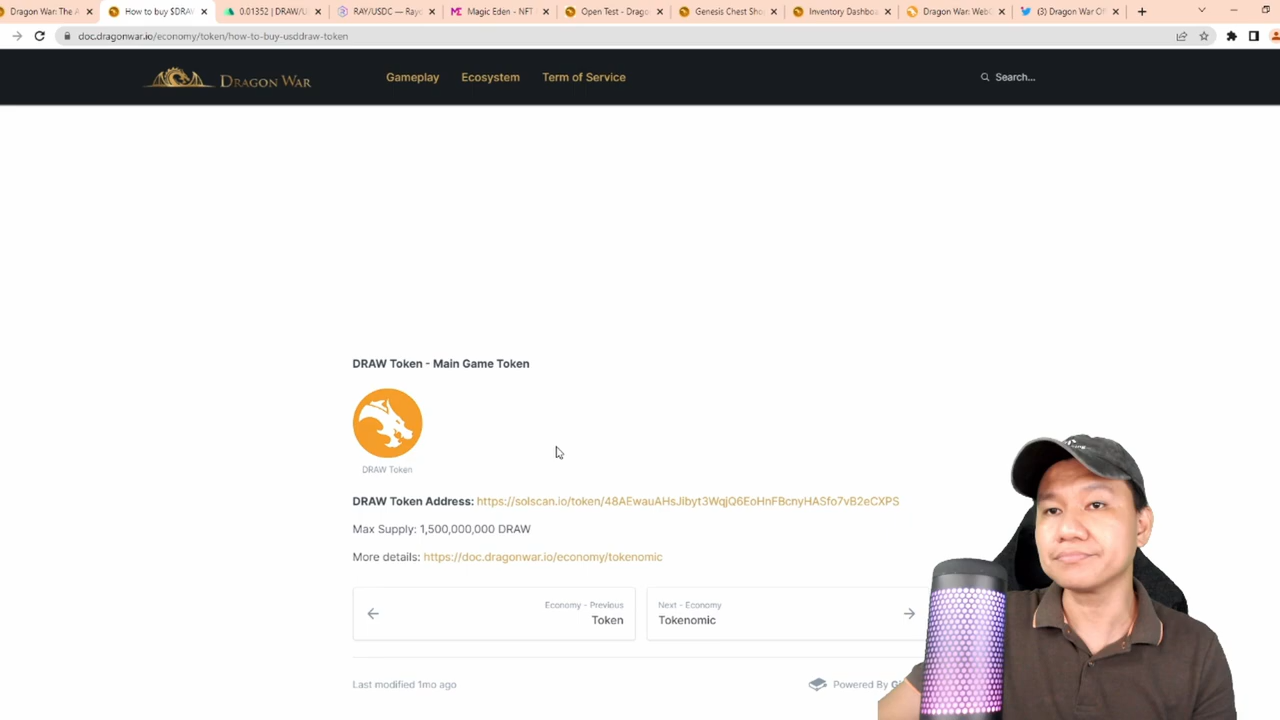 Dragon War: The A
How to buy $DRAW
0.01352 | DRAW/U
RAY/USDC — Ray
Magic Eden - NFT
Open Test - Drago
Genesis Chest Sho
Inventory Dashboa
Dragon War: Web
(3) Dragon War Of
doc.dragonwar.io/economy/token/how-to-buy-usddraw-token
DRAGON WAR
Gameplay
Ecosystem
Term of Service
Search...
DRAW Token - Main Game Token
DRAW Token
DRAW Token Address: https://solscan.io/token/48AEwauAHsJibyt3WqjQ6EoHnFBcnyHASfo7vB2eCXPS
Max Supply: 1,500,000,000 DRAW
More details: https://doc.dragonwar.io/economy/tokenomic
Economy - Previous
Token
Next - Economy
Tokenomic
Last modified 1mo ago
Powered By